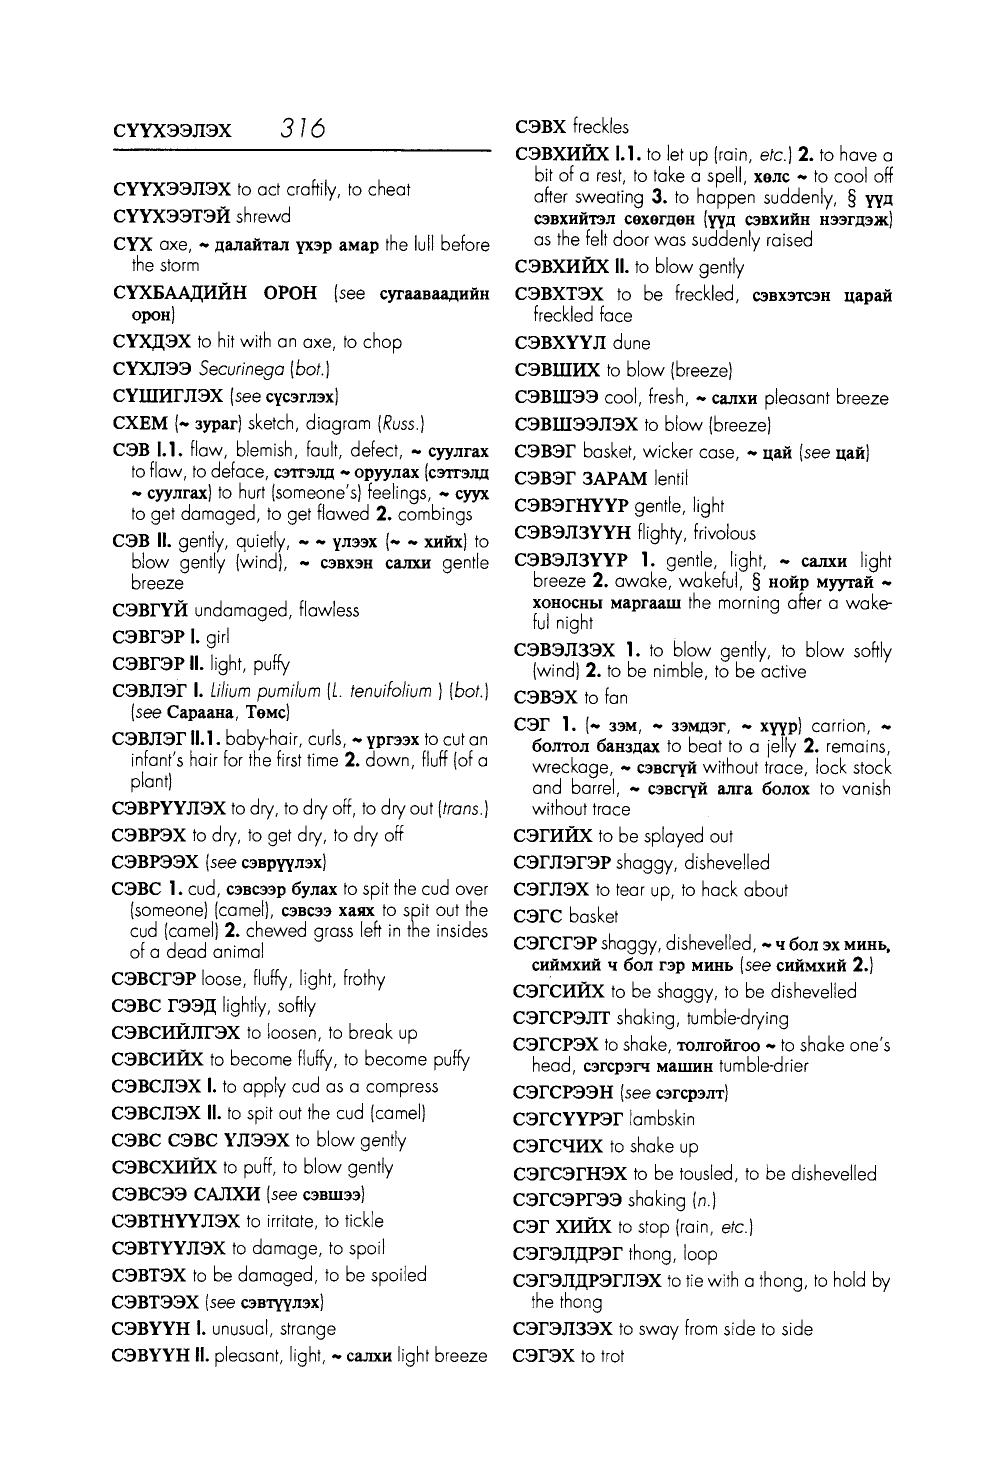 СҮҮХЭЭЛЭХ 316
СҮҮХЭЭЛЭХ to act craftily, to cheat
СҮҮХЭЭТЭЙ shrewd
СҮХ axe, ~ далайтал үхэр амар the lull before
the storm
СҮХБААДИЙН ОРОН (see сугааваадийн
орон)
СҮХДЭХ to hit with an axe, to chop
СҮХЛЭЭ Securinega (bot.)
СҮШИГЛЭХ (see сүсэглэх)
СХЕМ (~ зураг) sketch, diagram (Russ.)
СЭВ I.1. flaw, blemish, fault, defect, ~ суулгах
to flaw, to deface, сэтгэлд ~ оруулах (сэтгэлд
~ суулгах) to hurt (someone's) feelings, ~ суух
to get damaged, to get flawed 2. combings
СЭВ II. gently, quietly, ~ ~ үлээх (~ ~ хийх) to
blow gently (wind), ~ сэвхэн салхи gentle
breeze
СЭВГҮЙ undamaged, flawless
СЭВГЭР I. girl
СЭВГЭР II. light, puffy
СЭВЛЭГ I. Lilium pumilum (L. tenuifolium ) (bot.)
(see Сараана, Төмс)
СЭВЛЭГ II.1. baby-hair, curls, ~ үргээх to cut an
infant's hair for the first time 2. down, fluff (of a
plant)
СЭВРҮҮЛЭХ to dry, to dry off, to dry out (trans.)
СЭВРЭХ to dry, to get dry, to dry off
СЭВРЭЭХ (see сэврүүлэх)
СЭВС 1. cud, сэвсээр булах to spit the cud over
(someone) (camel), сэвсээ хаях to spit out the
cud (camel) 2. chewed grass left in the insides
of a dead animal
СЭВСГЭР loose, fluffy, light, frothy
СЭВС ГЭЭД lightly, softly
СЭВСИЙЛГЭХ to loosen, to break up
СЭВСИЙХ to become fluffy, to become puffy
СЭВСЛЭХ I. to apply cud as a compress
СЭВСЛЭХ II. to spit out the cud (camel)
СЭВС СЭВС ҮЛЭЭХ to blow gently
СЭВСХИЙХ to puff, to blow gently
СЭВСЭЭ САЛХИ (see сэвшээ)
СЭВТНҮҮЛЭХ to irritate, to tickle
СЭВТҮҮЛЭХ to damage, to spoil
СЭВТЭХ to be damaged, to be spoiled
СЭВТЭЭХ (see сэвтүүлэх)
СЭВҮҮН I. unusual, strange
СЭВҮҮН II. pleasant, light, ~ салхи light breeze
СЭВХ freckles
СЭВХИЙХ I.1. to let up (rain, etc.) 2. to have a
bit of a rest, to take a spell, хөлс ~ to cool off
after sweating 3. to happen suddenly, § үүд
сэвхийтэл сөхөгдөн (үүд сэвхийн нээгдэж)
as the felt door was suddenly raised
СЭВХИЙХ II. to blow gently
СЭВХТЭХ to be freckled, сэвхэтсэн царай
freckled face
СЭВХҮҮЛ dune
СЭВШИХ to blow (breeze)
СЭВШЭЭ cool, fresh, ~ салхи pleasant breeze
СЭВШЭЭЛЭХ to blow (breeze)
СЭВЭГ basket, wicker case, ~ цай (see цай)
СЭВЭГ ЗАРАМ lentil
СЭВЭГНҮҮР gentle, light
СЭВЭЛЗҮҮН flighty, frivolous
СЭВЭЛЗҮҮР 1. gentle, light, ~ салхи light
breeze 2. awake, wakeful, § нойр муутай ~
хоносны маргааш the morning after a wake-
ful night
СЭВЭЛЗЭХ 1. to blow gently, to blow softly
(wind) 2. to be nimble, to be active
СЭВЭХ to fan
СЭГ 1. (~ зэм, ~ зэмдэг, ~ хүүр) carrion, ~
болтол банздах to beat to a jelly 2. remains,
wreckage, ~ сэвсгүй without trace, lock stock
and barrel, ~ сэвсгүй алга болох to vanish
without trace
СЭГИЙХ to be splayed out
СЭГЛЭГЭР shaggy, dishevelled
СЭГЛЭХ to tear up, to hack about
СЭГС basket
СЭГСГЭР shaggy, dishevelled, ~ ч бол эх минь,
сиймхий ч бол гэр минь (see сиймхий 2.)
СЭГСИЙХ to be shaggy, to be dishevelled
СЭГСРЭЛТ shaking, tumble-drying
СЭГСРЭХ to shake, толгойгоо ~ to shake one's
head, сэгсрэгч машин tumble-drier
СЭГСРЭЭН (see сэгсрэлт)
СЭГСҮҮРЭГ lambskin
СЭГСЧИХ to shake up
СЭГСЭГНЭХ to be tousled, to be dishevelled
СЭГСЭРГЭЭ shaking (n.)
СЭГ ХИЙХ to stop (rain, etc.)
СЭГЭЛДРЭГ thong, loop
СЭГЭЛДРЭГЛЭХ to tie with a thong, to hold by
the thong
СЭГЭЛЗЭХ to sway from side to side
СЭГЭХ to trot